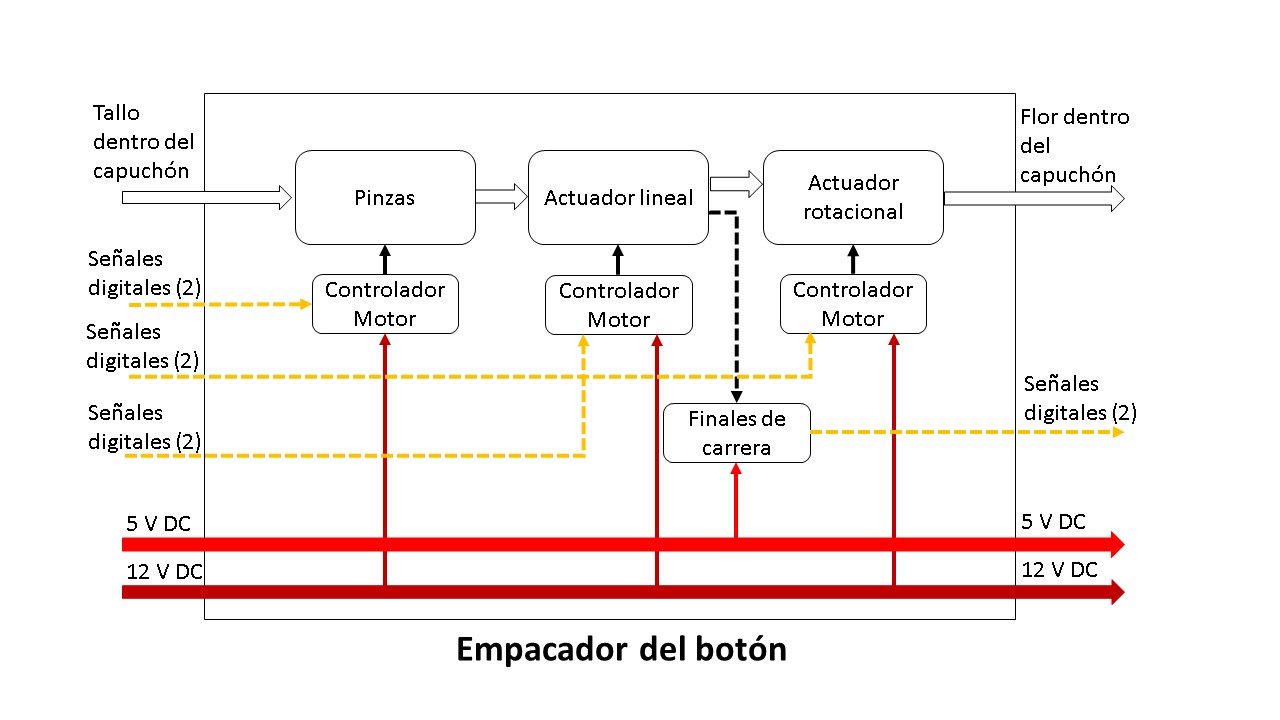 Tallo
dentro del
capuchón
Flor dentro
del
capuchón
Pinzas
Actuador lineal
Actuador
rotacional
Señales
digitales (2)
Controlador
Motor
Controlador
Motor
Controlador
Motor
Señales
digitales (2)
Señales
digitales (2)
Finales de
carrera
Señales
digitales (2)
5 V DC
5 V DC
12 V DC
12 V DC
Empacador del botón